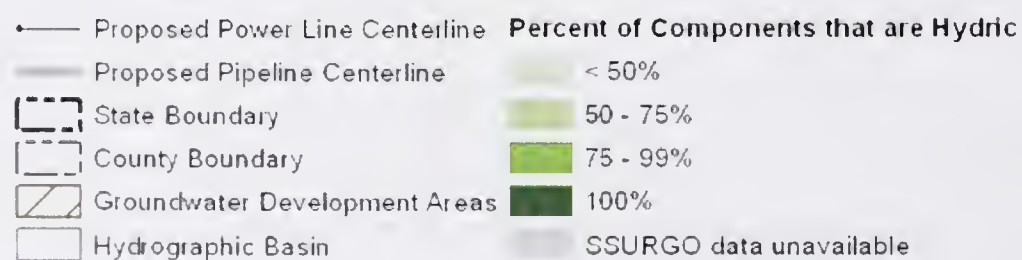 Proposed Power Line Centerline
Proposed Pipeline Centerline
State Boundary
County Boundary
Groundwater Development Areas
Hydrographic Basin
Percent of Components that are Hydric
< 50%
50 - 75%
75 - 99%
100%
SSURGO data unavailable